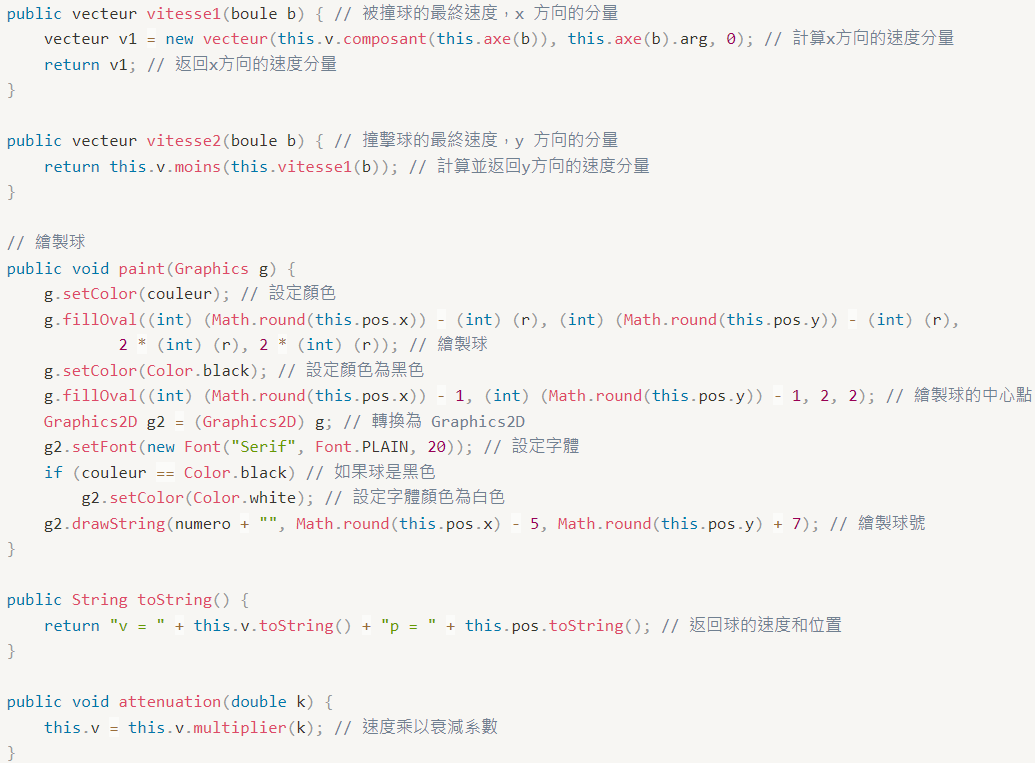 public vecteur vitesse1(boule b) { // 被撞球的最終速度，x 方向的分量
    vecteur v1 = new vecteur(this.v.composant(this.axe(b)), this.axe(b).arg, 0); // 計算x方向的速度分量
    return v1; // 返回x方向的速度分量
}

public vecteur vitesse2(boule b) { // 撞擊球的最終速度，y 方向的分量
    return this.v.moins(this.vitesse1(b)); // 計算並返回y方向的速度分量
}

// 繪製球
public void paint(Graphics g) {
    g.setColor(couleur); // 設定顏色
    g.fillOval((int) (Math.round(this.pos.x)) - (int) (r), (int) (Math.round(this.pos.y)) - (int) (r),
            2 * (int) (r), 2 * (int) (r)); // 繪製球
    g.setColor(Color.black); // 設定顏色為黑色
    g.fillOval((int) (Math.round(this.pos.x)) - 1, (int) (Math.round(this.pos.y)) - 1, 2, 2); // 繪製球的中心點
    Graphics2D g2 = (Graphics2D) g; // 轉換為 Graphics2D
    g2.setFont(new Font("Serif", Font.PLAIN, 20)); // 設定字體
    if (couleur == Color.black) // 如果球是黑色
        g2.setColor(Color.white); // 設定字體顏色為白色
    g2.drawString(numero + "", Math.round(this.pos.x) - 5, Math.round(this.pos.y) + 7); // 繪製球號
}

public String toString() {
    return "v = " + this.v.toString() + "p = " + this.pos.toString(); // 返回球的速度和位置
}

public void attenuation(double k) {
    this.v = this.v.multiplier(k); // 速度乘以衰減系數
}